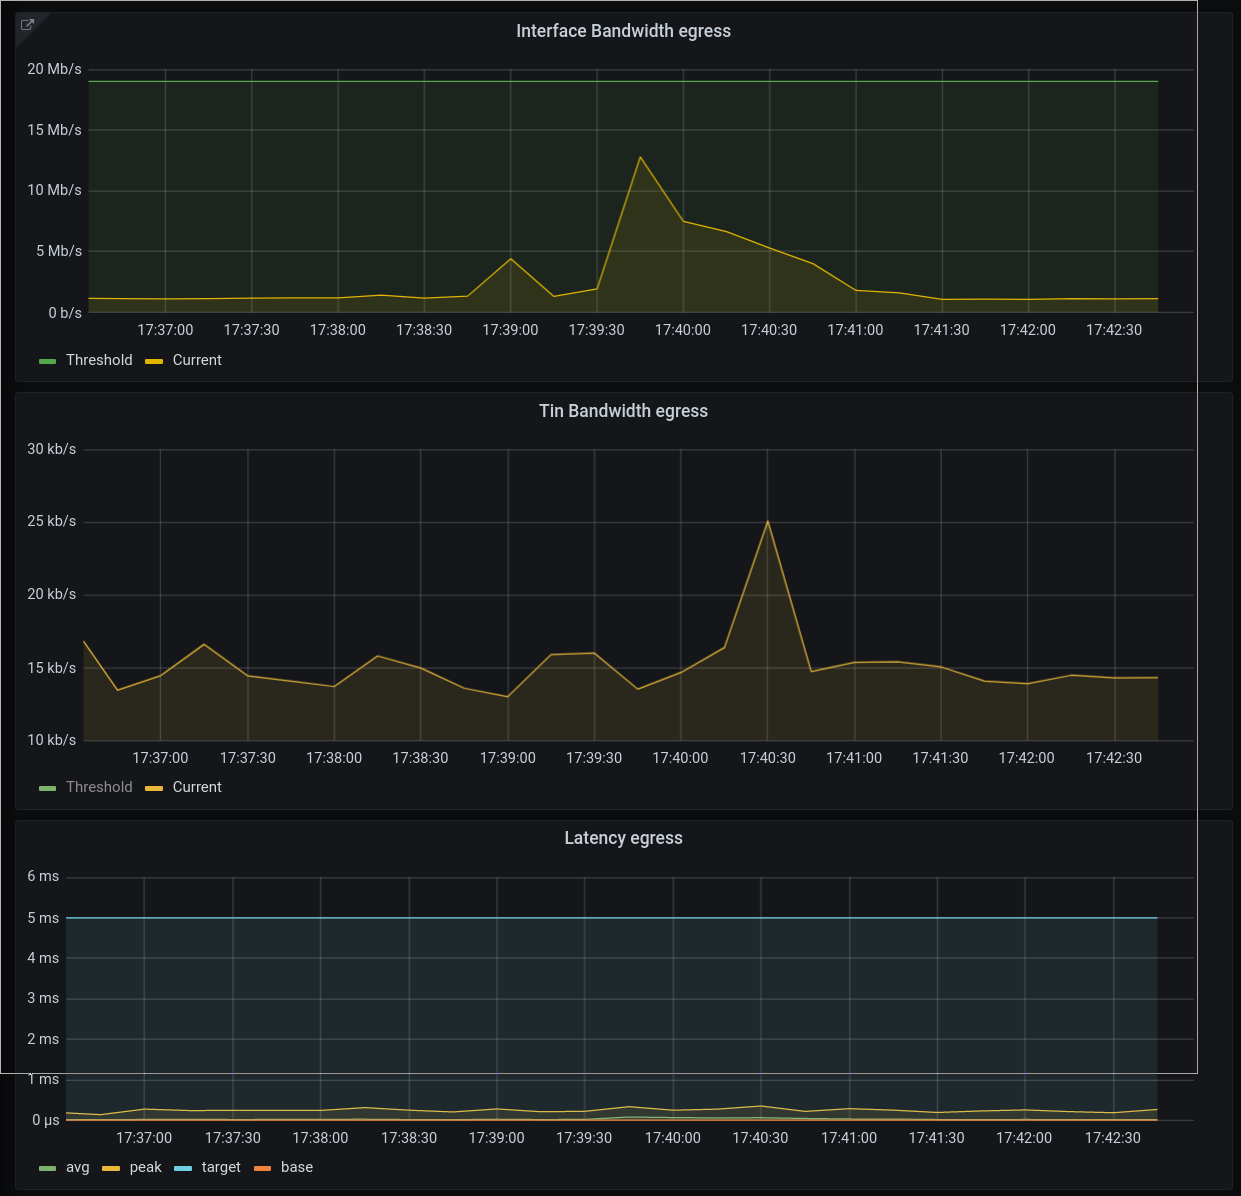 Interface Bandwidth egress
20 Mb/s
15 Mb/s
10 Mb/s
5 Mb/s
0 b/s
17:37:00 17:37:30 17:38:00 17:38:30 17:39:00 17:39:30 17:40:00 17:40:30 17:41:00 17:41:30 17:42:00 17:42:30
Threshold Current
Tin Bandwidth egress
30 kb/s
25 kb/s
20 kb/s
15 kb/s
10 kb/s
17:37:00 17:37:30 17:38:00 17:38:30 17:39:00 17:39:30 17:40:00 17:40:30 17:41:00 17:41:30 17:42:00 17:42:30
Threshold Current
Latency egress
6 ms
5 ms
4 ms
3 ms
2 ms
1 ms
0 µs
17:37:00 17:37:30 17:38:00 17:38:30 17:39:00 17:39:30 17:40:00 17:40:30 17:41:00 17:41:30 17:42:00 17:42:30
avg peak target base